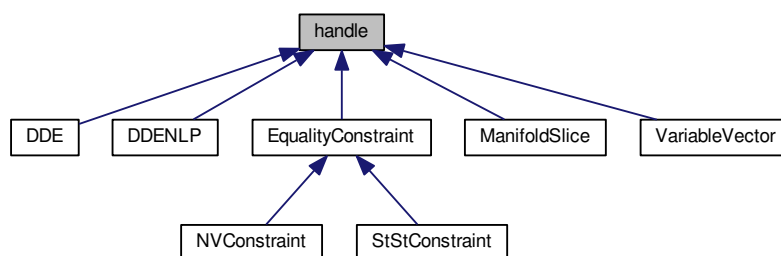 handle
DDE
DDENLP
EqualityConstraint
ManifoldSlice
VariableVector
NVConstraint
StStConstraint